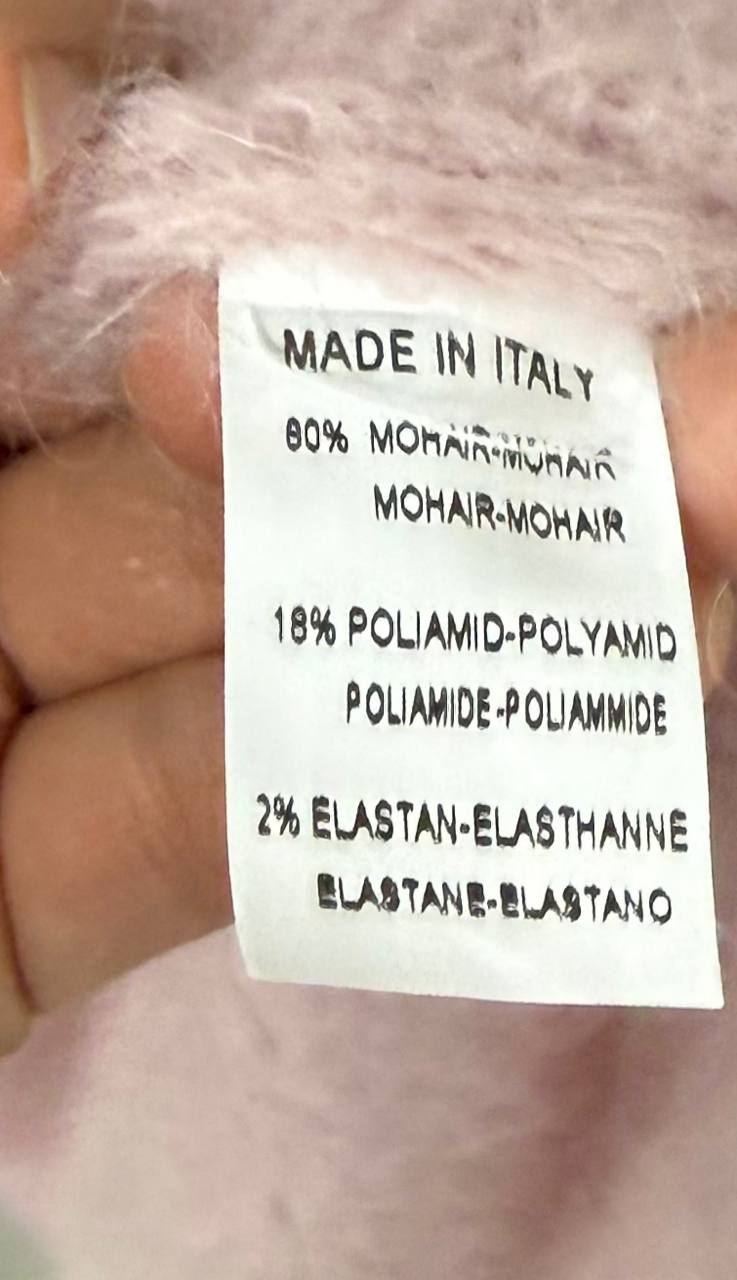 MADE IN ITALY
80% MOHAIR-MOHAIR
MOHAIR-MOHAIR
18% POLIAMID-POLYAMID
POLIAMIDE-POLIAMMIDE
2% ELASTAN-ELASTHANNE
ELASTANE-ELASTANO